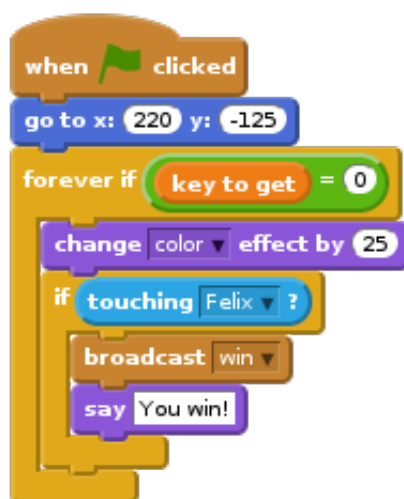 when clicked
go to x: 220 y: -125
forever if key to get = 0
change color effect by 25
if touching Felix ?
broadcast win
say You win!